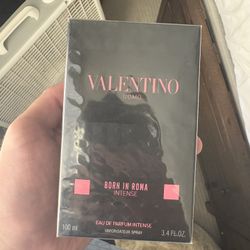 VALENTINO
UOMO
BORN IN ROMA
INTENSE
EAU DE PARFUM INTENSE
VAPORISATEUR SPRAY
100 ml
3.4 FL.OZ.